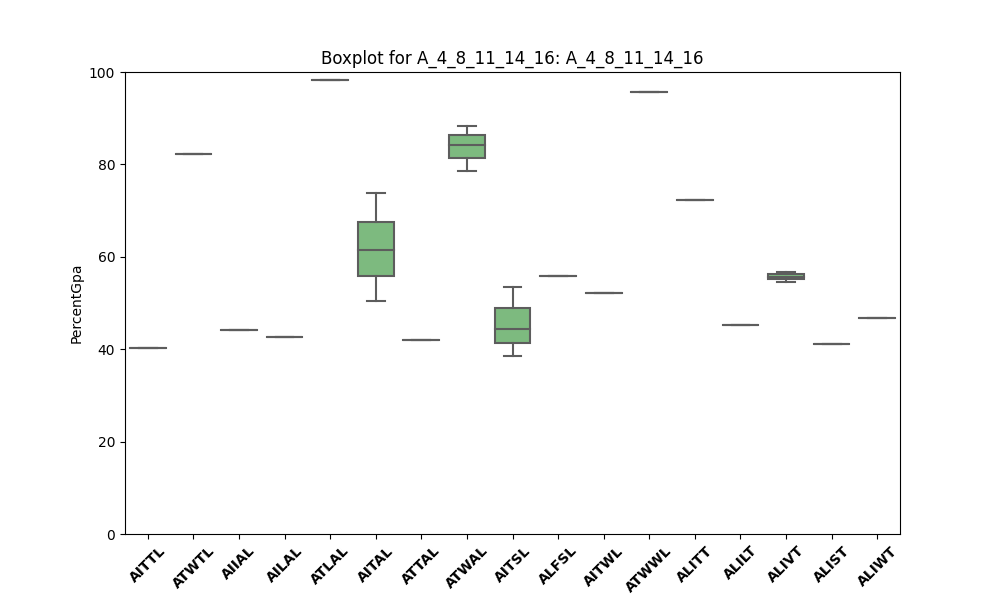 Boxplot for A_4_8_11_14_16: A_4_8_11_14_16
PercentGpa
100
80
60
40
20
0
AITTL
ATWTL
AIIAL
AILAL
ATLAL
AITAL
ATTAL
ATWAL
AITSL
ALFSL
AITWL
ATWWL
ALITT
ALILT
ALIVT
ALIST
ALIWT